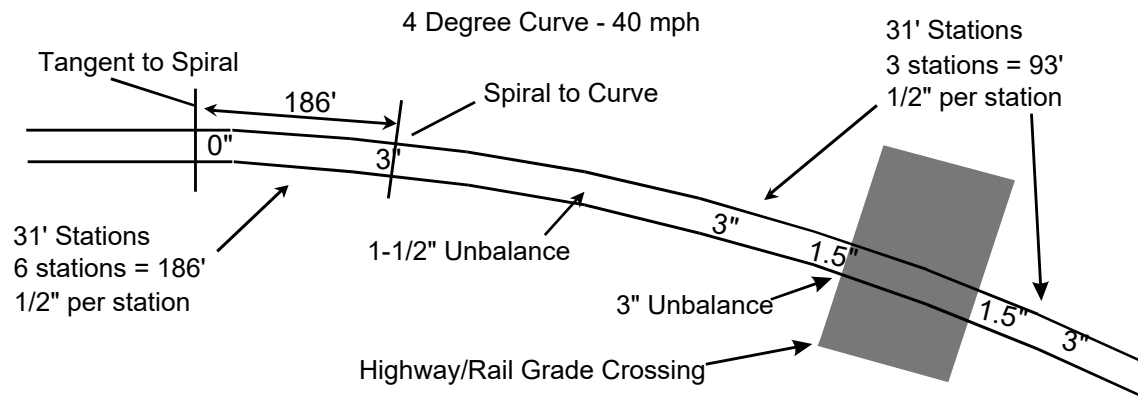 4 Degree Curve - 40 mph
31' Stations
3 stations = 93'
1/2" per station
Tangent to Spiral
186'
Spiral to Curve
0"
3"
31' Stations
6 stations = 186'
1/2" per station
1-1/2" Unbalance
3"
1.5"
3" Unbalance
1.5"
3"
Highway/Rail Grade Crossing